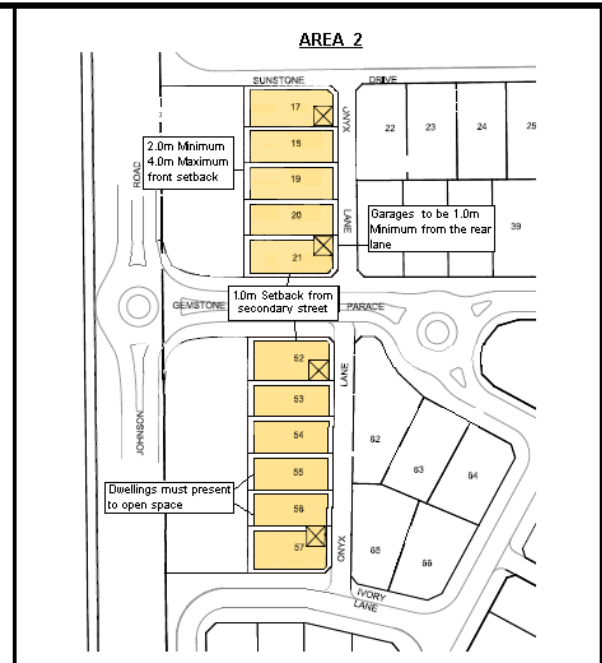 AREA 2
SUNSTONE DRIVE
17
ONYX
22 23 24 25
2.0m Minimum
4.0m Maximum
front setback
18
ROAD
19
20
LANE
Garages to be 1.0m
Minimum from the rear
lane
39
21
1.0m Setback from
secondary street
GEMSTONE PARADE
52
LANE
53
54
62
63
64
JOHNSON
55
Dwellings must present
to open space
56
57
ONYX
65
66
IVORY
LANE